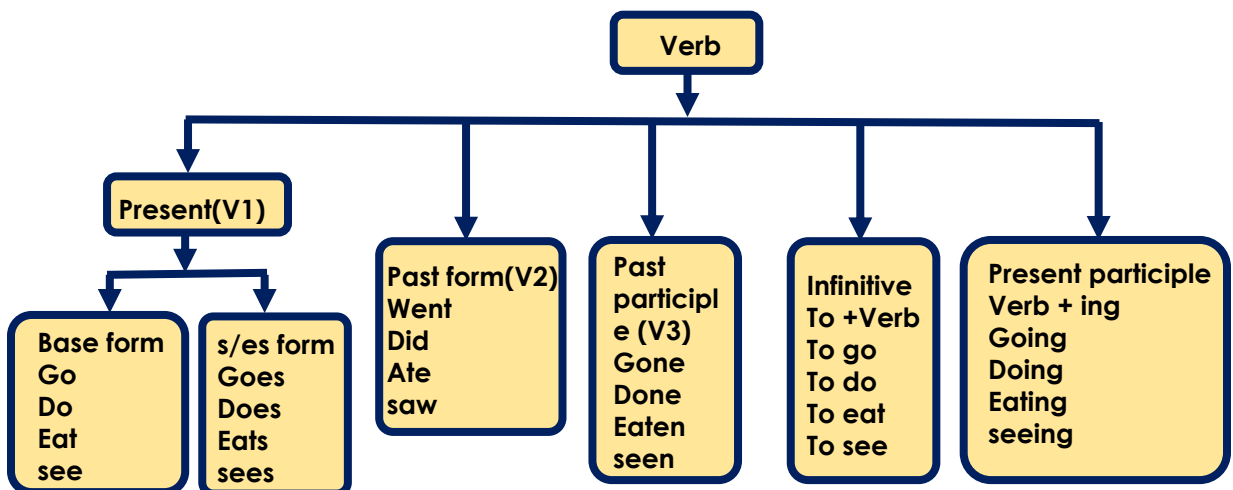 Verb
Present(V1)
Base form
Go
Do
Eat
see
s/es form
Goes
Does
Eats
sees
Past form(V2)
Went
Did
Ate
saw
Past
participl
e (V3)
Gone
Done
Eaten
seen
Infinitive
To +Verb
To go
To do
To eat
To see
Present participle
Verb + ing
Going
Doing
Eating
seeing